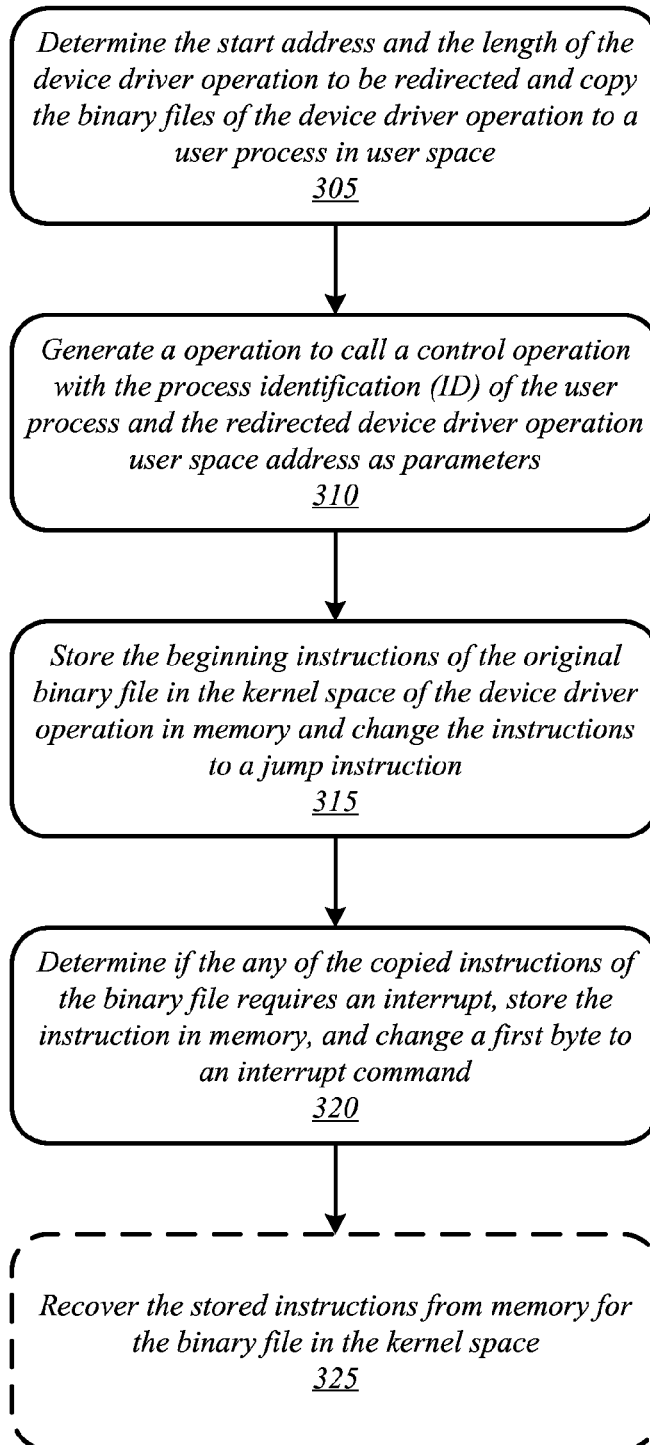 Determine the start address and the length of the
device driver operation to be redirected and copy
the binary files of the device driver operation to a
user process in user space
305
Generate a operation to call a control operation
with the process identification (ID) of the user
process and the redirected device driver operation
user space address as parameters
310
Store the beginning instructions of the original
binary file in the kernel space of the device driver
operation in memory and change the instructions
to a jump instruction
315
Determine if the any of the copied instructions of
the binary file requires an interrupt, store the
instruction in memory, and change a first byte to
an interrupt command
320
Recover the stored instructions from memory for
the binary file in the kernel space
325